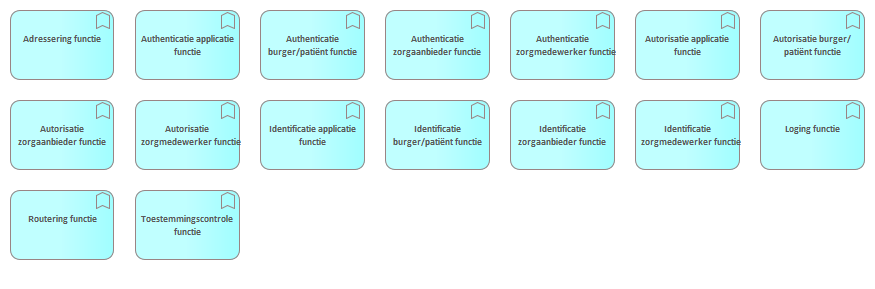 Adressering functie
Authenticatie applicatie
functie
Authenticatie
burger/patiënt functie
Authenticatie
zorgaanbieder functie
Authenticatie
zorgmedewerker functie
Autorisatie applicatie
functie
Autorisatie burger/
patiënt functie
Autorisatie
zorgaanbieder functie
Autorisatie
zorgmedewerker functie
Identificatie applicatie
functie
Identificatie
burger/patiënt functie
Identificatie
zorgaanbieder functie
Identificatie
zorgmedewerker functie
Loging functie
Routering functie
Toestemmingscontrole
functie